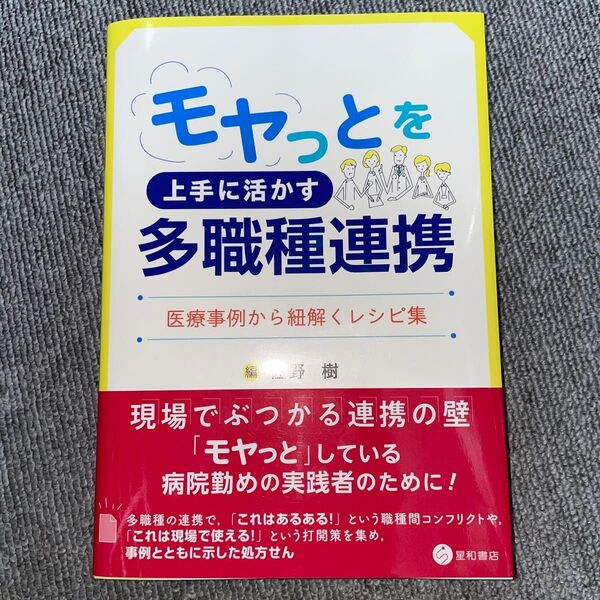 モヤっとを
上手に活かす
多職種連携
医療事例から紐解くレシピ集
編 野 樹
現場でぶつかる連携の壁
「モヤっと」している
病院勤めの実践者のために！
多職種の連携で，「これはあるある！」という職種間コンフリクトや，
「これは現場で使える！」という打開策を集め，
事例とともに示した処方せん
星和書店